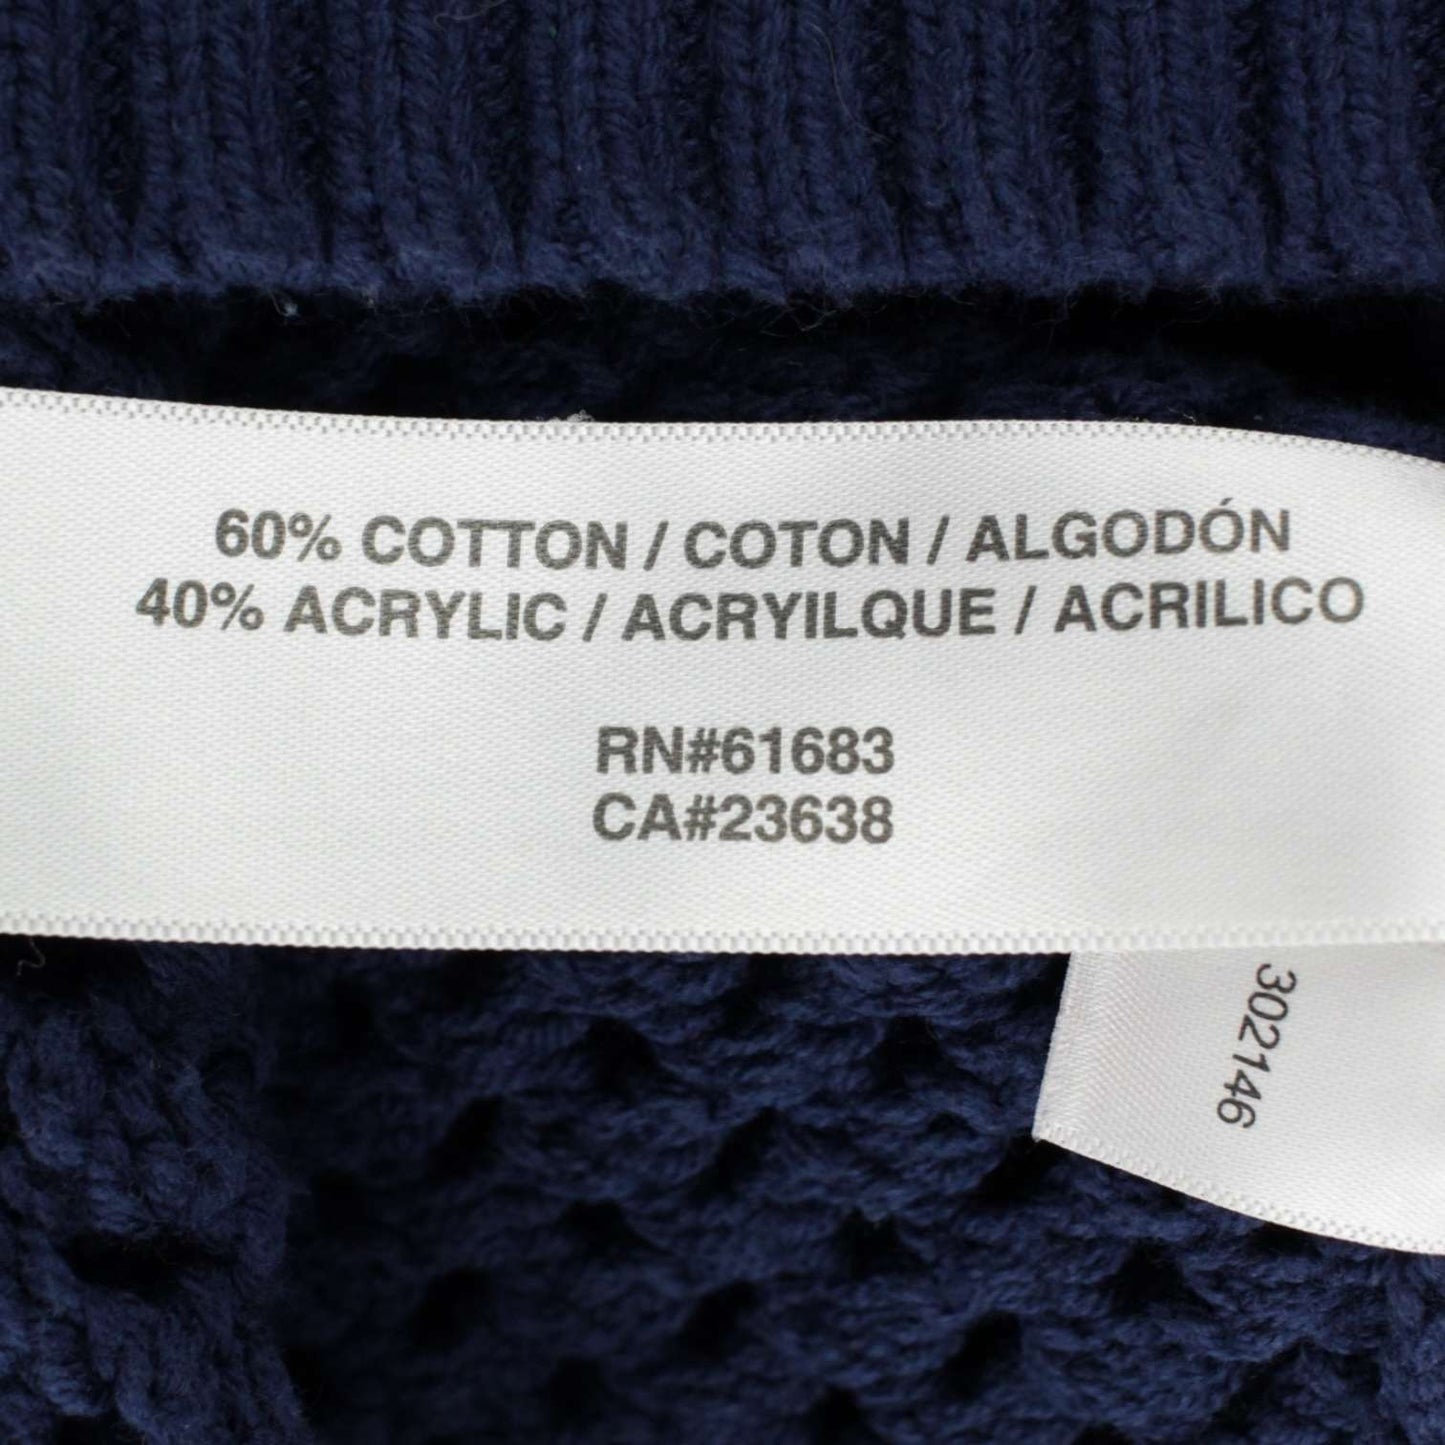 60% COTTON / COTON / ALGODÓN
40% ACRYLIC / ACRYILQUE / ACRILICO
RN#61683
CA#23638
302146